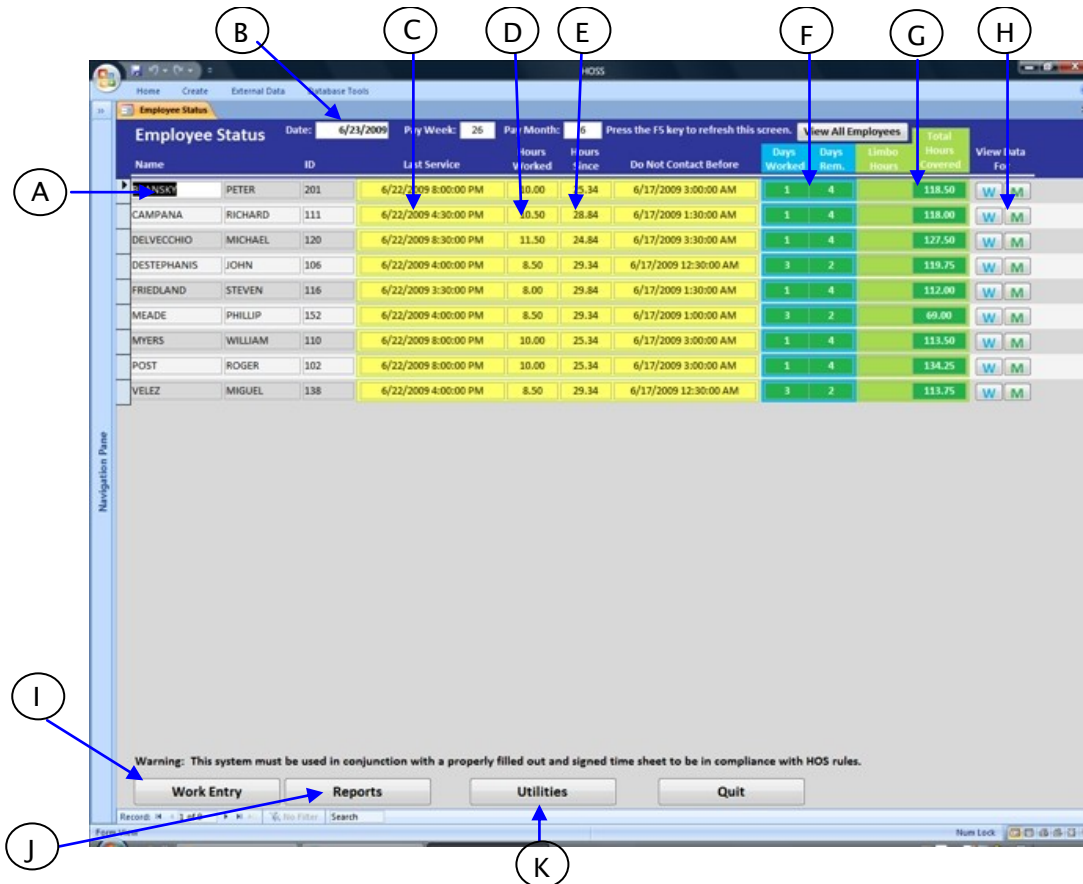 B C D E F G H
HOSS
Home Create External Data Database Tools
Employee Status
Employee Status Date: 6/23/2009 Pay Week: 26 Pay Month: 6 Press the F5 key to refresh this screen. View All Employees
Name ID Last Service Hours Worked Hours Since Do Not Contact Before Days Worked Days Rem. Limbo Hours Total Hours Covered View Data For
A
BLANSKY PETER 201 6/22/2009 8:00:00 PM 10.00 25.34 6/17/2009 3:00:00 AM 1 4 118.50 W M
CAMPANA RICHARD 111 6/22/2009 4:30:00 PM 10.50 28.84 6/17/2009 1:30:00 AM 1 4 118.00 W M
DELVECCHIO MICHAEL 120 6/22/2009 8:30:00 PM 11.50 24.84 6/17/2009 3:30:00 AM 1 4 127.50 W M
DESTEPHANIS JOHN 106 6/22/2009 4:00:00 PM 8.50 29.34 6/17/2009 12:30:00 AM 3 2 119.75 W M
FRIEDLAND STEVEN 116 6/22/2009 3:30:00 PM 8.00 29.84 6/17/2009 1:30:00 AM 1 4 112.00 W M
MEADE PHILLIP 152 6/22/2009 4:00:00 PM 8.50 29.34 6/17/2009 1:00:00 AM 3 2 69.00 W M
MYERS WILLIAM 110 6/22/2009 8:00:00 PM 10.00 25.34 6/17/2009 3:00:00 AM 1 4 113.50 W M
POST ROGER 102 6/22/2009 8:00:00 PM 10.00 25.34 6/17/2009 3:00:00 AM 1 4 134.25 W M
VELEZ MIGUEL 138 6/22/2009 4:00:00 PM 8.50 29.34 6/17/2009 12:30:00 AM 3 2 113.75 W M
Navigation Pane
I
Warning: This system must be used in conjunction with a properly filled out and signed time sheet to be in compliance with HOS rules.
Work Entry Reports Utilities Quit
Record: 1 of 9 No Filter Search
Form View Num Lock
J
K